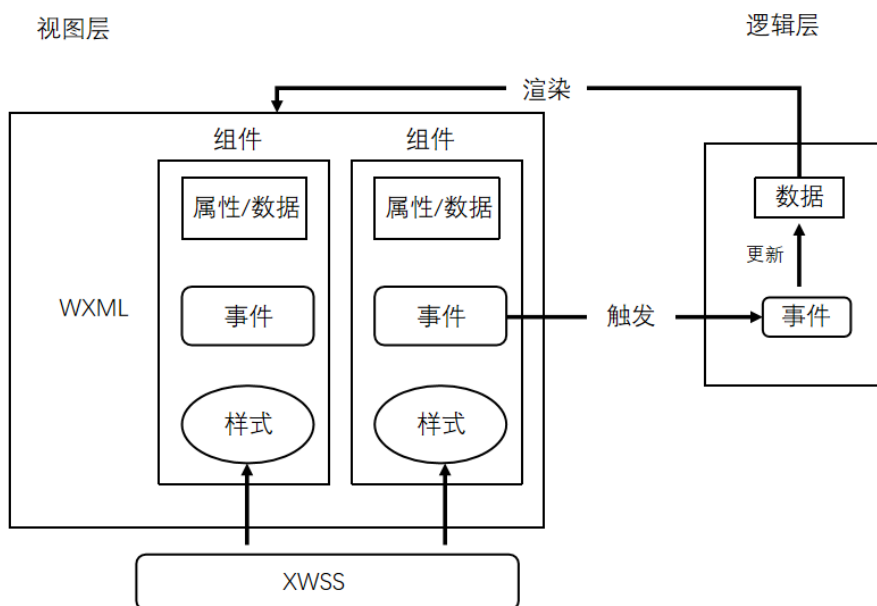 视图层
逻辑层
渲染
组件
组件
属性/数据
属性/数据
数据
更新
WXML
事件
事件
触发
事件
样式
样式
XWSS